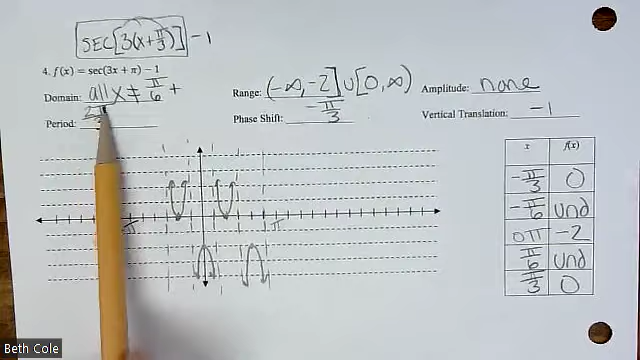 SEC[3(x+π/3)] -1
4. f(x) = sec(3x + π) − 1
Domain: all x ≠ π/6 +
Range: (-∞,-2] ∪ [0,∞)
Amplitude: none
Period:
Phase Shift: -π/3
Vertical Translation: -1
x f(x)
-π/3 0
-π/6 und
0π -2
π/6 und
π/3 0
π
Beth Cole